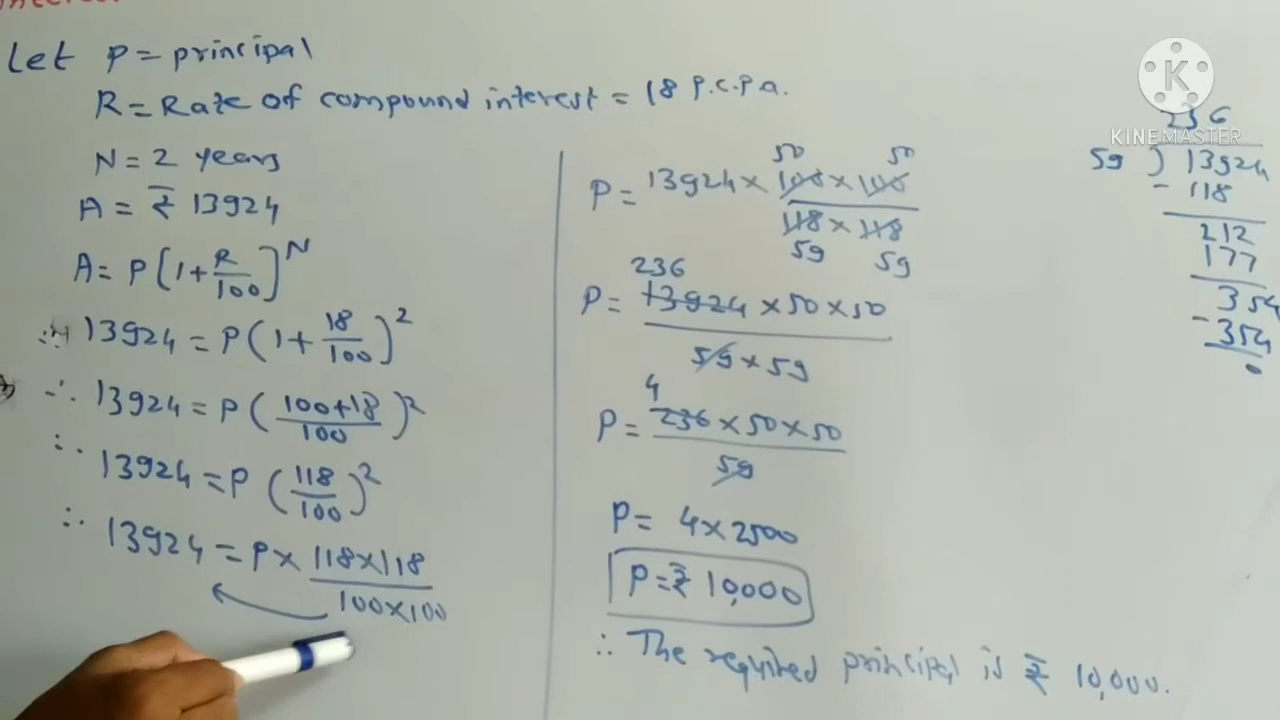 Let P = principal
R = Rate of compound interest = 18 p.c.p.a.
N = 2 years
A = ₹ 13924
A = P[1+R/100]^N
∴ 13924 = P(1+18/100)^2
∴ 13924 = P(100+18/100)^2
∴ 13924 = P(118/100)^2
∴ 13924 = P × 118×118/100×100
50 50
P = 13924 × 100 × 100
118 × 118
59 59
236
P = 13924 × 50 × 50
59 × 59
4
P = 236 × 50 × 50
59
P = 4 × 2500
P = ₹ 10,000
∴ The required principal is ₹ 10,000.
K
KINEMASTER
236
59 ) 13924
- 118
212
177
354
- 354
0